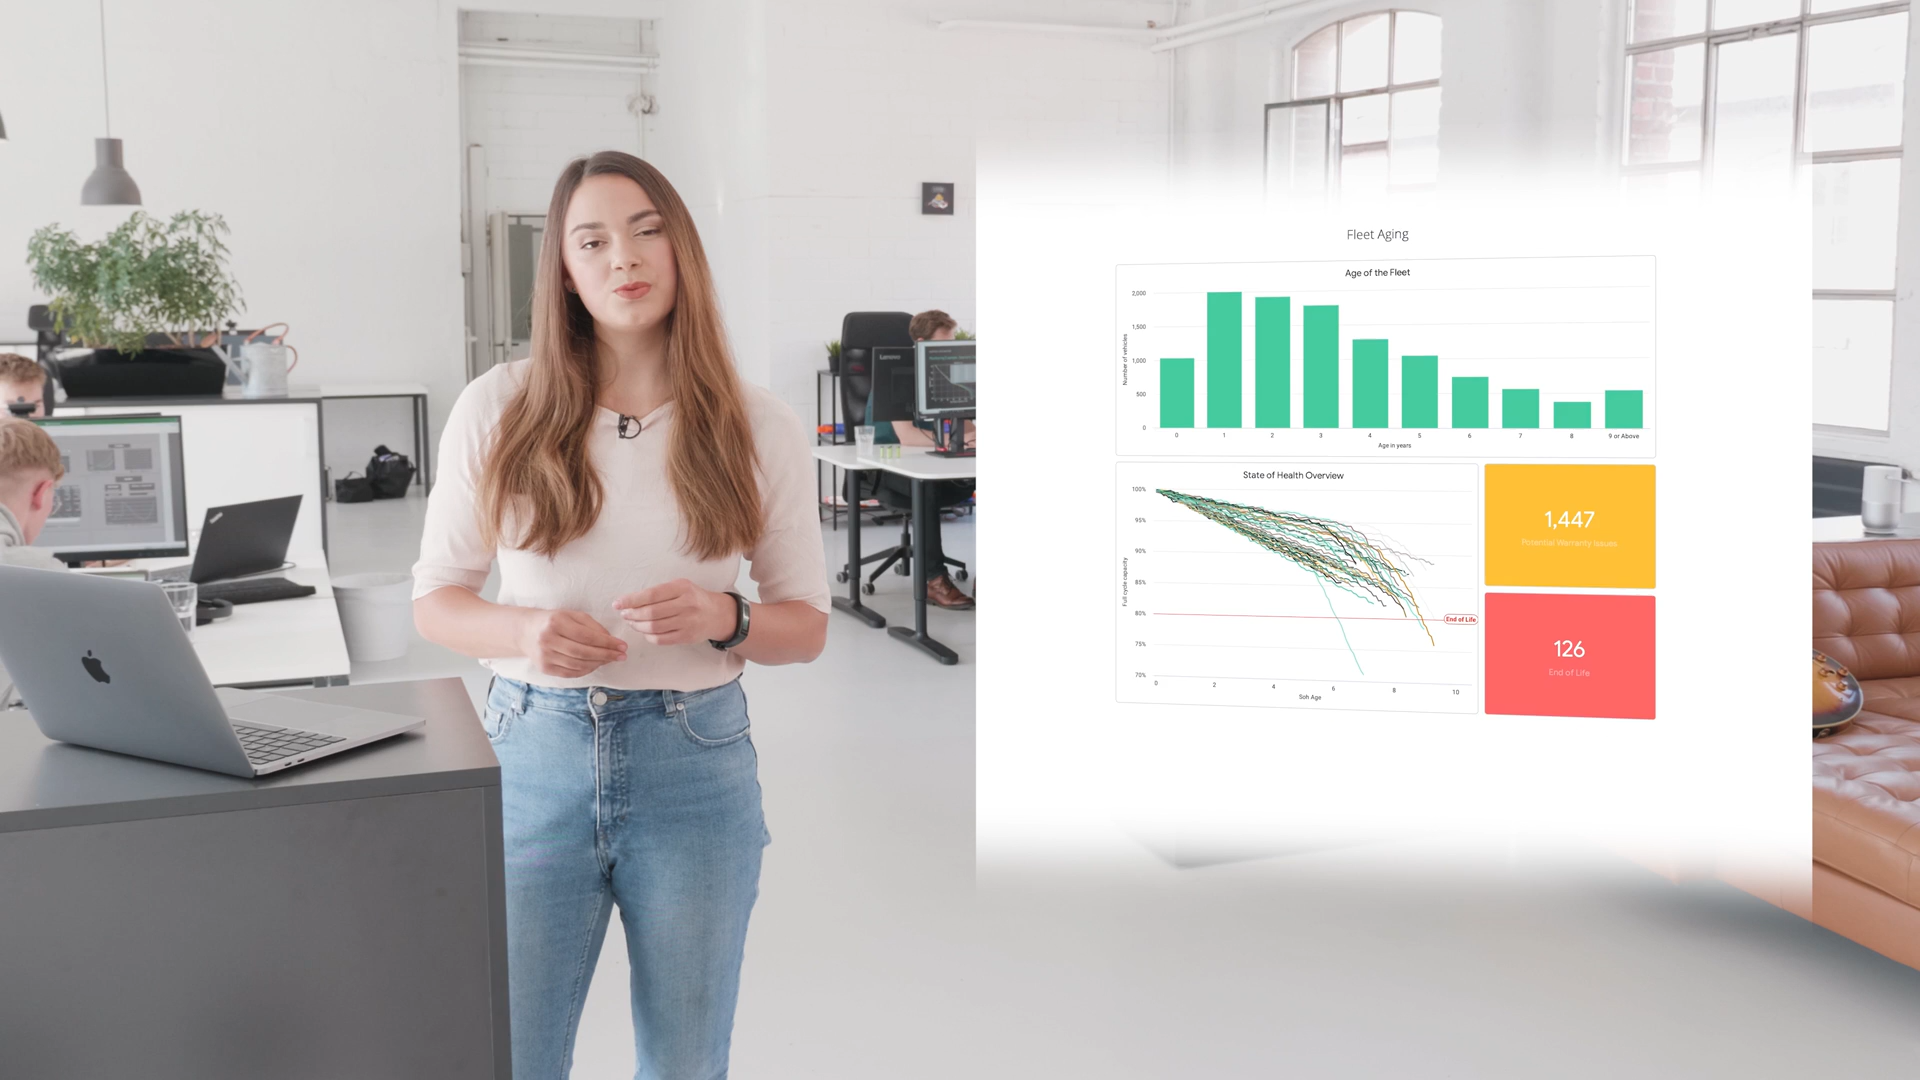 Fleet Aging
Age of the Fleet
Number of vehicles
2,000
1,500
1,000
500
0
0 1 2 3 4 5 6 7 8 9 or Above
Age in years
State of Health Overview
Full cycle capacity
100%
95%
90%
85%
80%
75%
70%
End of Life
0 2 4 6 8 10
Soh Age
1,447
Potential Warranty Issues
126
End of Life
Lenovo